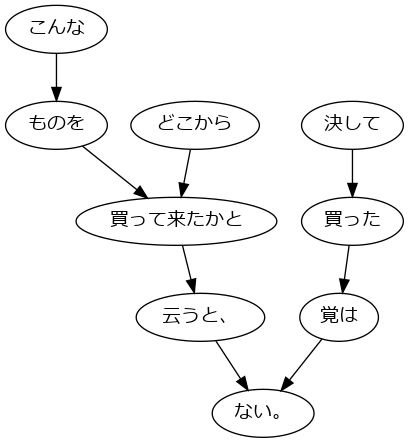 こんな
ものを
どこから
決して
買って来たかと
買った
云うと、
覚は
ない。